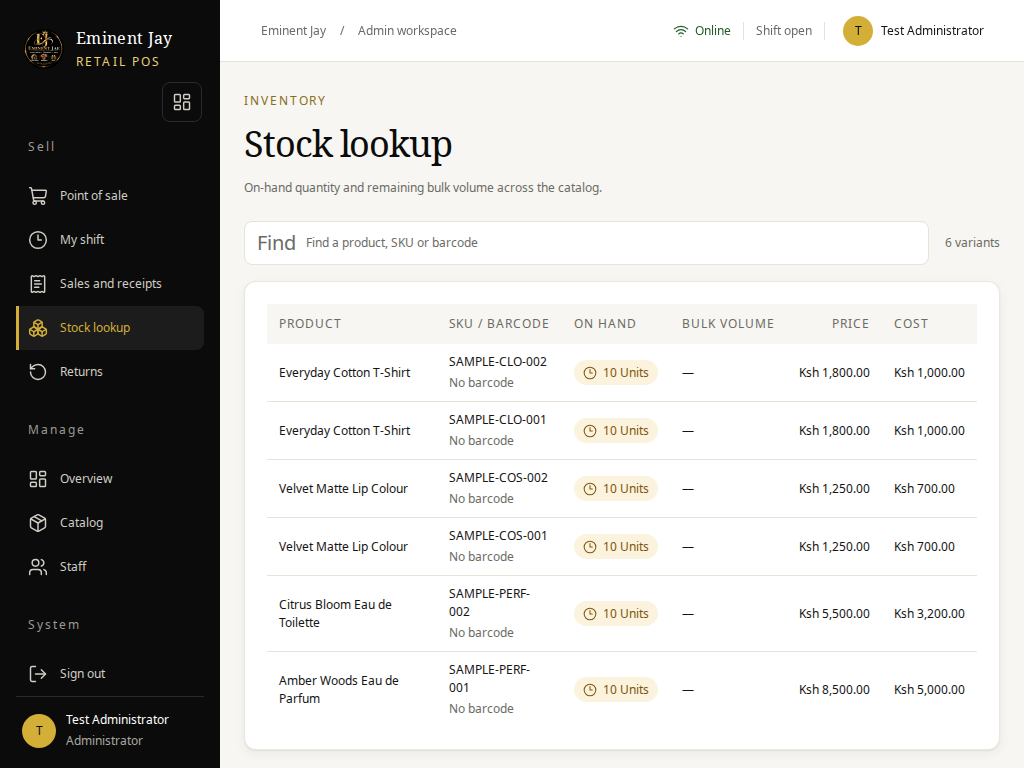 Eminent Jay
RETAIL POS
Sell
Point of sale
My shift
Sales and receipts
Stock lookup
Returns
Manage
Overview
Catalog
Staff
System
Sign out
T
Test Administrator
Administrator
Eminent Jay / Admin workspace
Online
Shift open
T
Test Administrator
INVENTORY
Stock lookup
On-hand quantity and remaining bulk volume across the catalog.
Find Find a product, SKU or barcode
6 variants
PRODUCT SKU / BARCODE ON HAND BULK VOLUME PRICE COST
Everyday Cotton T-Shirt SAMPLE-CLO-002 No barcode 10 Units — Ksh 1,800.00 Ksh 1,000.00
Everyday Cotton T-Shirt SAMPLE-CLO-001 No barcode 10 Units — Ksh 1,800.00 Ksh 1,000.00
Velvet Matte Lip Colour SAMPLE-COS-002 No barcode 10 Units — Ksh 1,250.00 Ksh 700.00
Velvet Matte Lip Colour SAMPLE-COS-001 No barcode 10 Units — Ksh 1,250.00 Ksh 700.00
Citrus Bloom Eau de Toilette SAMPLE-PERF-002 No barcode 10 Units — Ksh 5,500.00 Ksh 3,200.00
Amber Woods Eau de Parfum SAMPLE-PERF-001 No barcode 10 Units — Ksh 8,500.00 Ksh 5,000.00